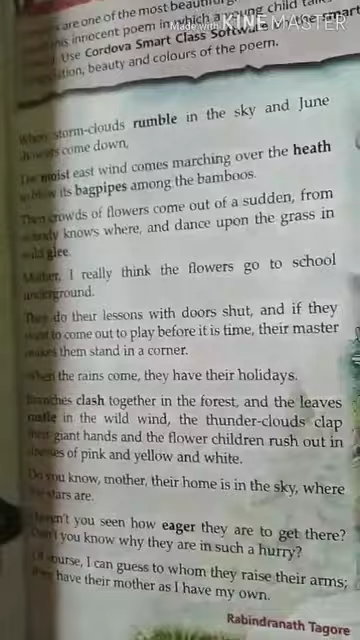 are one of the most beautiful
this innocent poem in which a young child talks
Use Cordova Smart Class Software on the smart
beauty and colours of the poem.
Made with KINEMASTER
When storm-clouds rumble in the sky and June
showers come down,
The moist east wind comes marching over the heath
to blow its bagpipes among the bamboos.
Then crowds of flowers come out of a sudden, from
nobody knows where, and dance upon the grass in
wild glee.
Mother, I really think the flowers go to school
underground.
They do their lessons with doors shut, and if they
want to come out to play before it is time, their master
makes them stand in a corner.
When the rains come, they have their holidays.
Branches clash together in the forest, and the leaves
rustle in the wild wind, the thunder-clouds clap
their giant hands and the flower children rush out in
dresses of pink and yellow and white.
Do you know, mother, their home is in the sky, where
the stars are.
Haven't you seen how eager they are to get there?
Don't you know why they are in such a hurry?
Of course, I can guess to whom they raise their arms;
they have their mother as I have my own.
Rabindranath Tagore